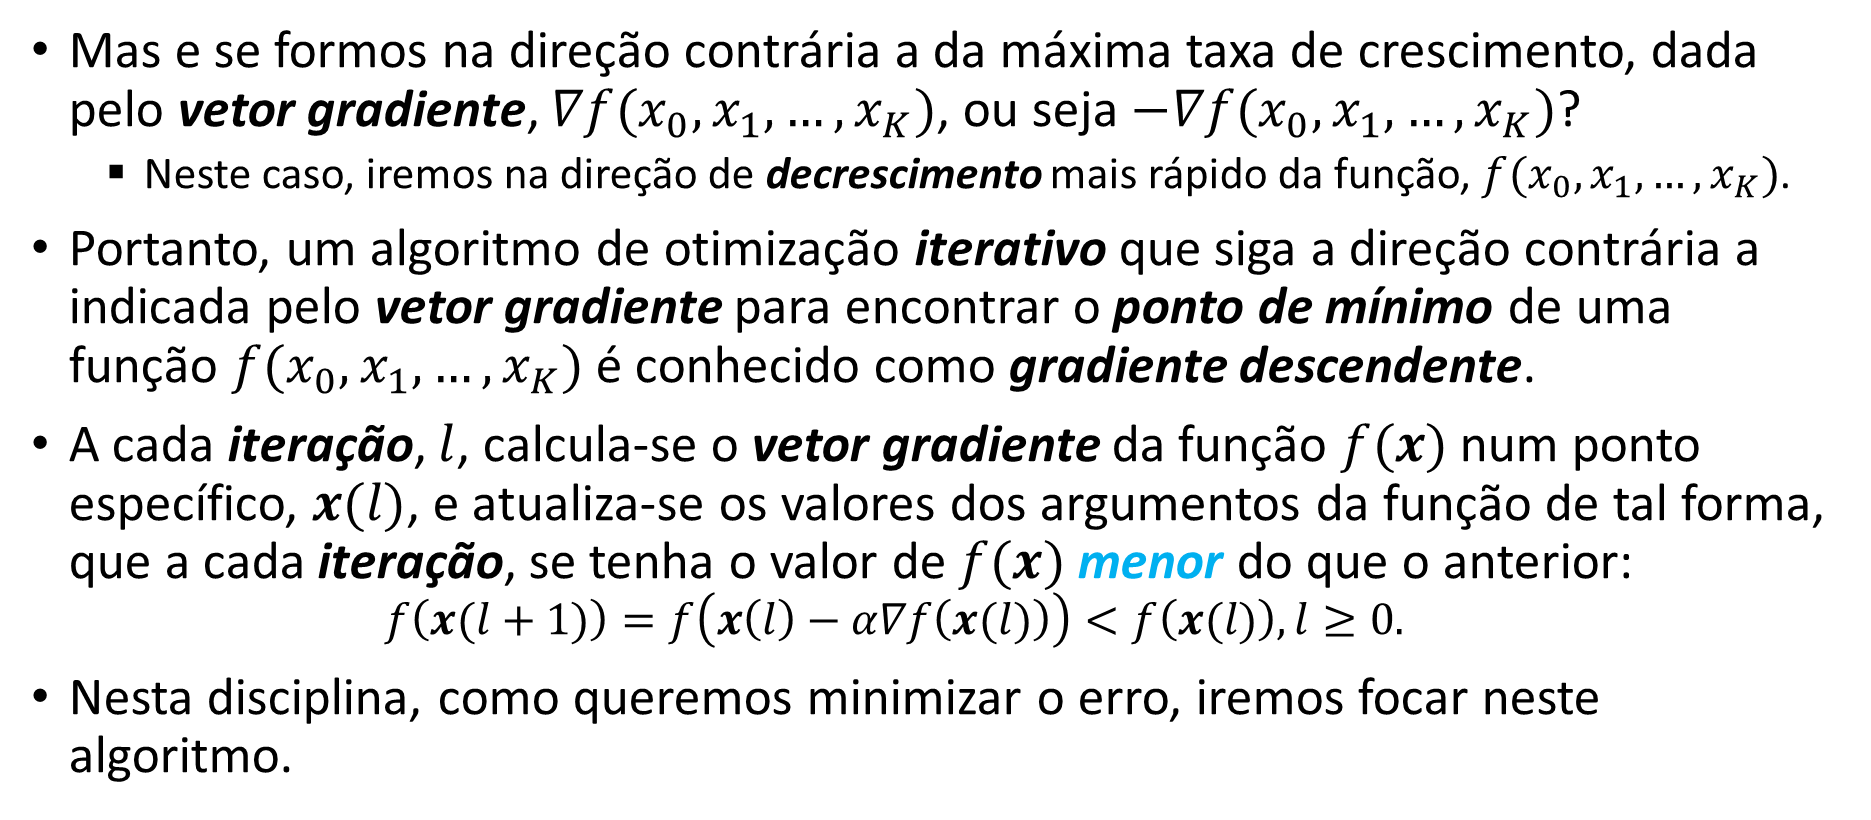 • Mas e se formos na direção contrária a da máxima taxa de crescimento, dada
pelo vetor gradiente, ∇f(x₀, x₁, … , x_K), ou seja −∇f(x₀, x₁, … , x_K)?
▪ Neste caso, iremos na direção de decrescimento mais rápido da função, f(x₀, x₁, … , x_K).
• Portanto, um algoritmo de otimização iterativo que siga a direção contrária a
indicada pelo vetor gradiente para encontrar o ponto de mínimo de uma
função f(x₀, x₁, … , x_K) é conhecido como gradiente descendente.
• A cada iteração, l, calcula-se o vetor gradiente da função f(x) num ponto
específico, x(l), e atualiza-se os valores dos argumentos da função de tal forma,
que a cada iteração, se tenha o valor de f(x) menor do que o anterior:
f(x(l + 1)) = f(x(l) − α∇f(x(l))) < f(x(l)), l ≥ 0.
• Nesta disciplina, como queremos minimizar o erro, iremos focar neste
algoritmo.